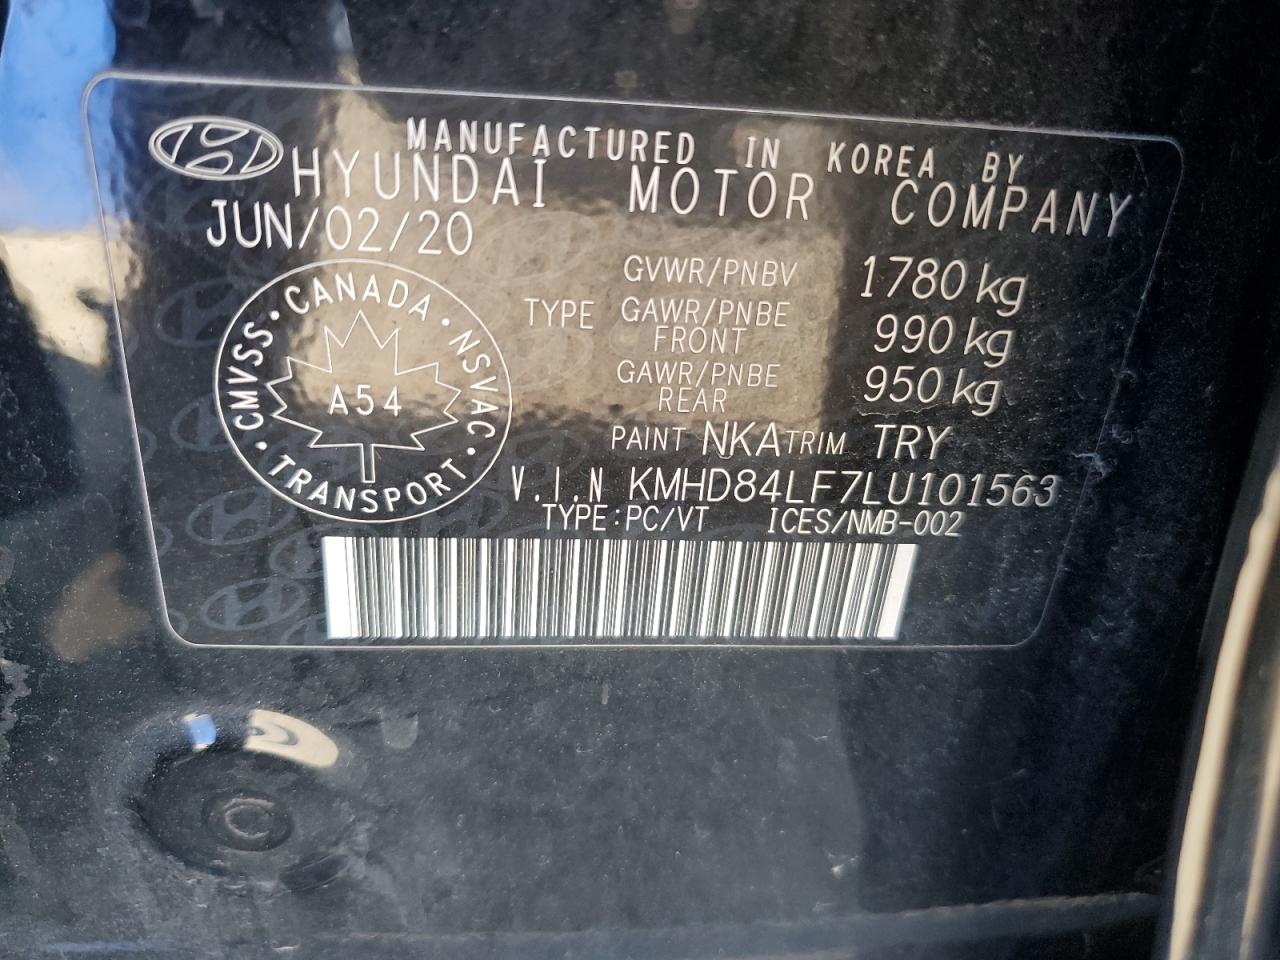 MANUFACTURED IN KOREA BY
HYUNDAI MOTOR COMPANY
JUN/02/20
GVWR/PNBV 1780 kg
TYPE GAWR/PNBE FRONT 990 kg
GAWR/PNBE REAR 950 kg
PAINT NKA TRIM TRY
V.I.N KMHD84LF7LU101563
TYPE:PC/VT ICES/NMB-002
CMVSS · CANADA · NSVAC · TRANSPORT ·
A54